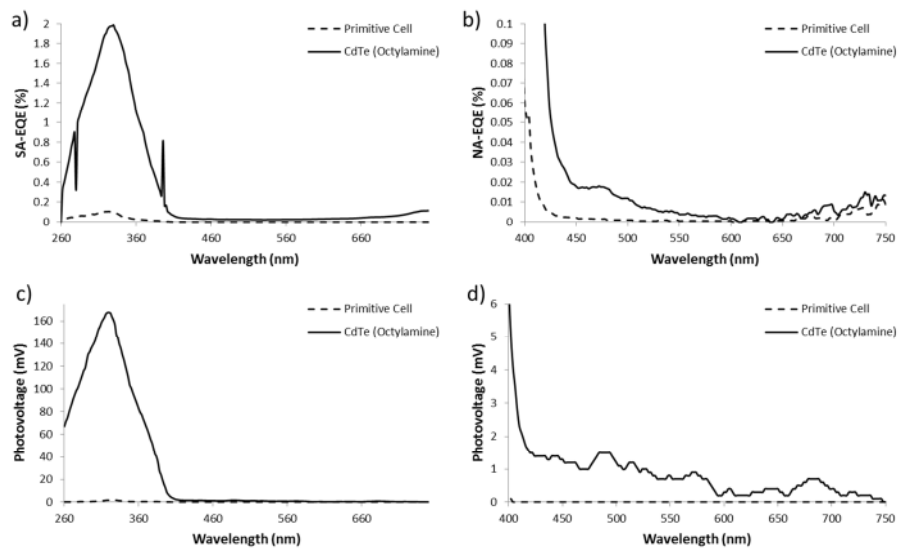 a)
SA-EQE (%)
2
1.8
1.6
1.4
1.2
1
0.8
0.6
0.4
0.2
0
260 360 460 560 660
Wavelength (nm)
Primitive Cell
CdTe (Octylamine)
b)
NA-EQE (%)
0.1
0.09
0.08
0.07
0.06
0.05
0.04
0.03
0.02
0.01
0
400 450 500 550 600 650 700 750
Wavelength (nm)
Primitive Cell
CdTe (Octylamine)
c)
Photovoltage (mV)
160
140
120
100
80
60
40
20
0
260 360 460 560 660
Wavelength (nm)
Primitive Cell
CdTe (Octylamine)
d)
Photovoltage (mV)
6
5
4
3
2
1
0
400 450 500 550 600 650 700 750
Wavelength (nm)
Primitive Cell
CdTe (Octylamine)